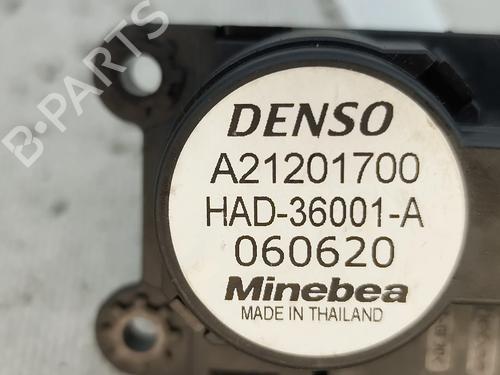 B-PARTS
DENSO
A21201700
HAD-36001-A
060620
Minebea
MADE IN THAILAND